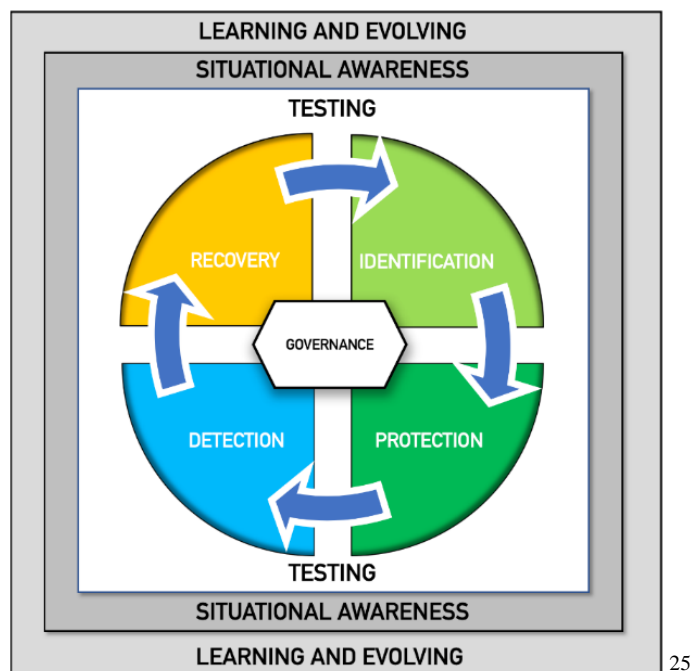 LEARNING AND EVOLVING
SITUATIONAL AWARENESS
TESTING
RECOVERY
IDENTIFICATION
GOVERNANCE
DETECTION
PROTECTION
TESTING
SITUATIONAL AWARENESS
LEARNING AND EVOLVING
25